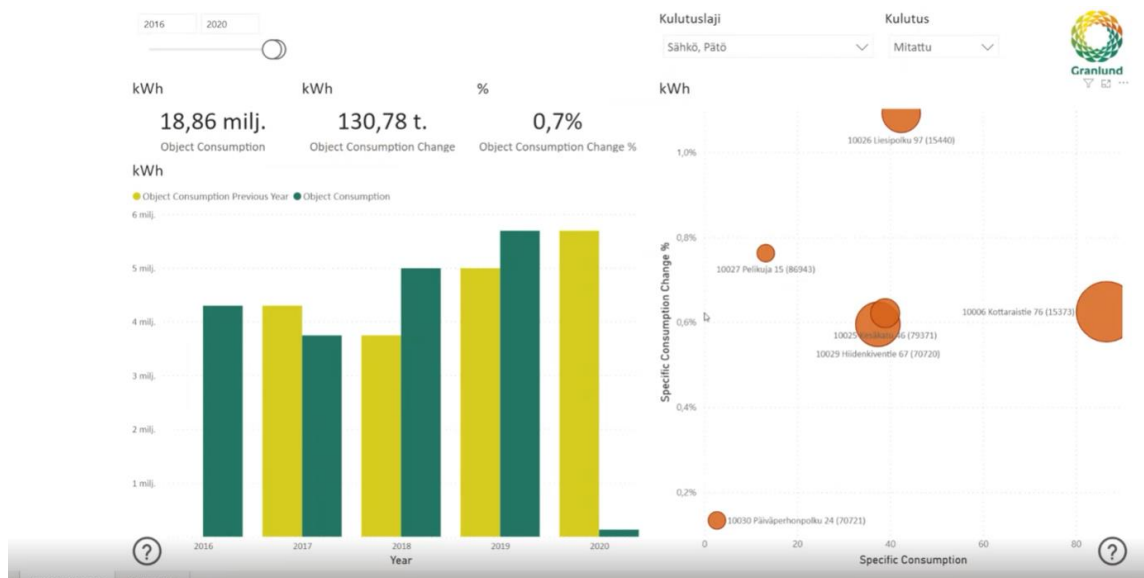 2016 2020
Kulutuslaji
Sähkö, Pätö
Kulutus
Mitattu
Granlund
kWh
18,86 milj.
Object Consumption
kWh
130,78 t.
Object Consumption Change
%
0,7%
Object Consumption Change %
kWh
Object Consumption Previous Year Object Consumption
6 milj.
5 milj.
4 milj.
3 milj.
2 milj.
1 milj.
2016 2017 2018 2019 2020
Year
?
kWh
Specific Consumption Change %
1,0%
0,8%
0,6%
0,4%
0,2%
10026 Liesipolku 97 (15440)
10027 Pelikuja 15 (86943)
10006 Kottaraistie 76 (15373)
10025 46 (79371)
10029 Hiidenkiventie 67 (70720)
10030 Päiväperhonpolku 24 (70721)
0 20 40 60 80
Specific Consumption
?